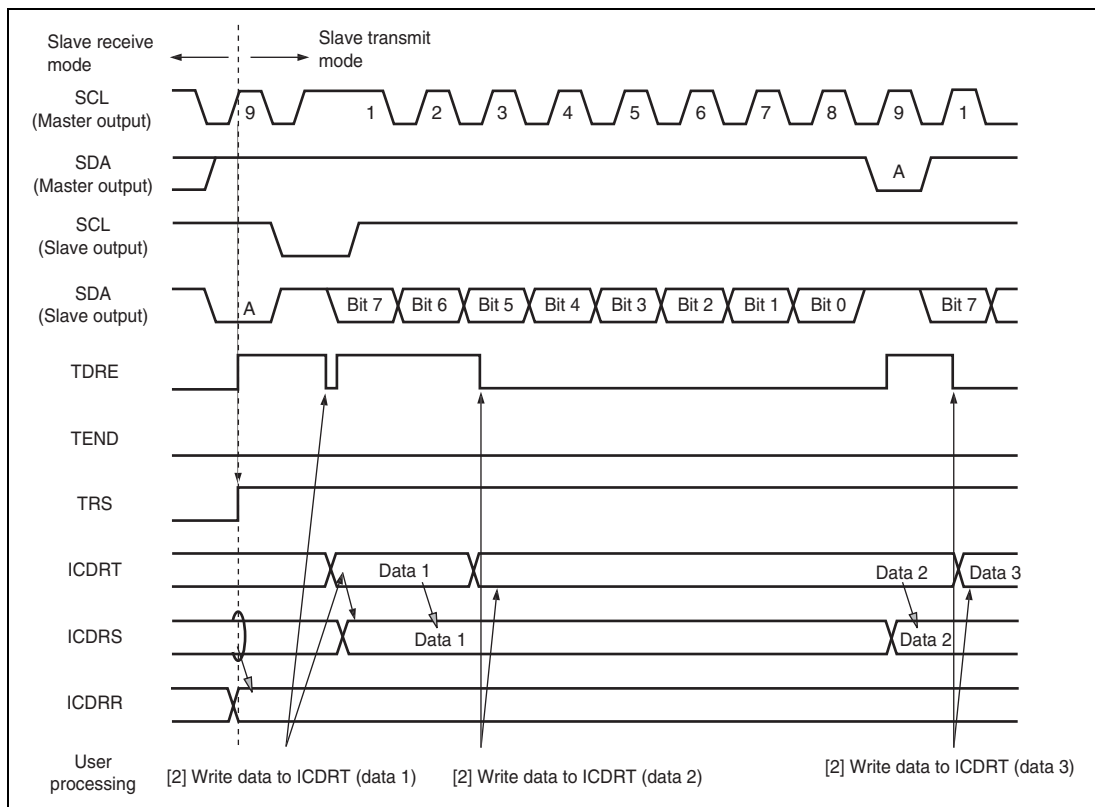 Slave receive
mode
Slave transmit
mode
SCL
(Master output)
9 1 2 3 4 5 6 7 8 9 1
SDA
(Master output)
A
SCL
(Slave output)
SDA
(Slave output)
A Bit 7 Bit 6 Bit 5 Bit 4 Bit 3 Bit 2 Bit 1 Bit 0 Bit 7
TDRE
TEND
TRS
ICDRT
Data 1 Data 2 Data 3
ICDRS
Data 1 Data 2
ICDRR
User
processing
[2] Write data to ICDRT (data 1) [2] Write data to ICDRT (data 2) [2] Write data to ICDRT (data 3)